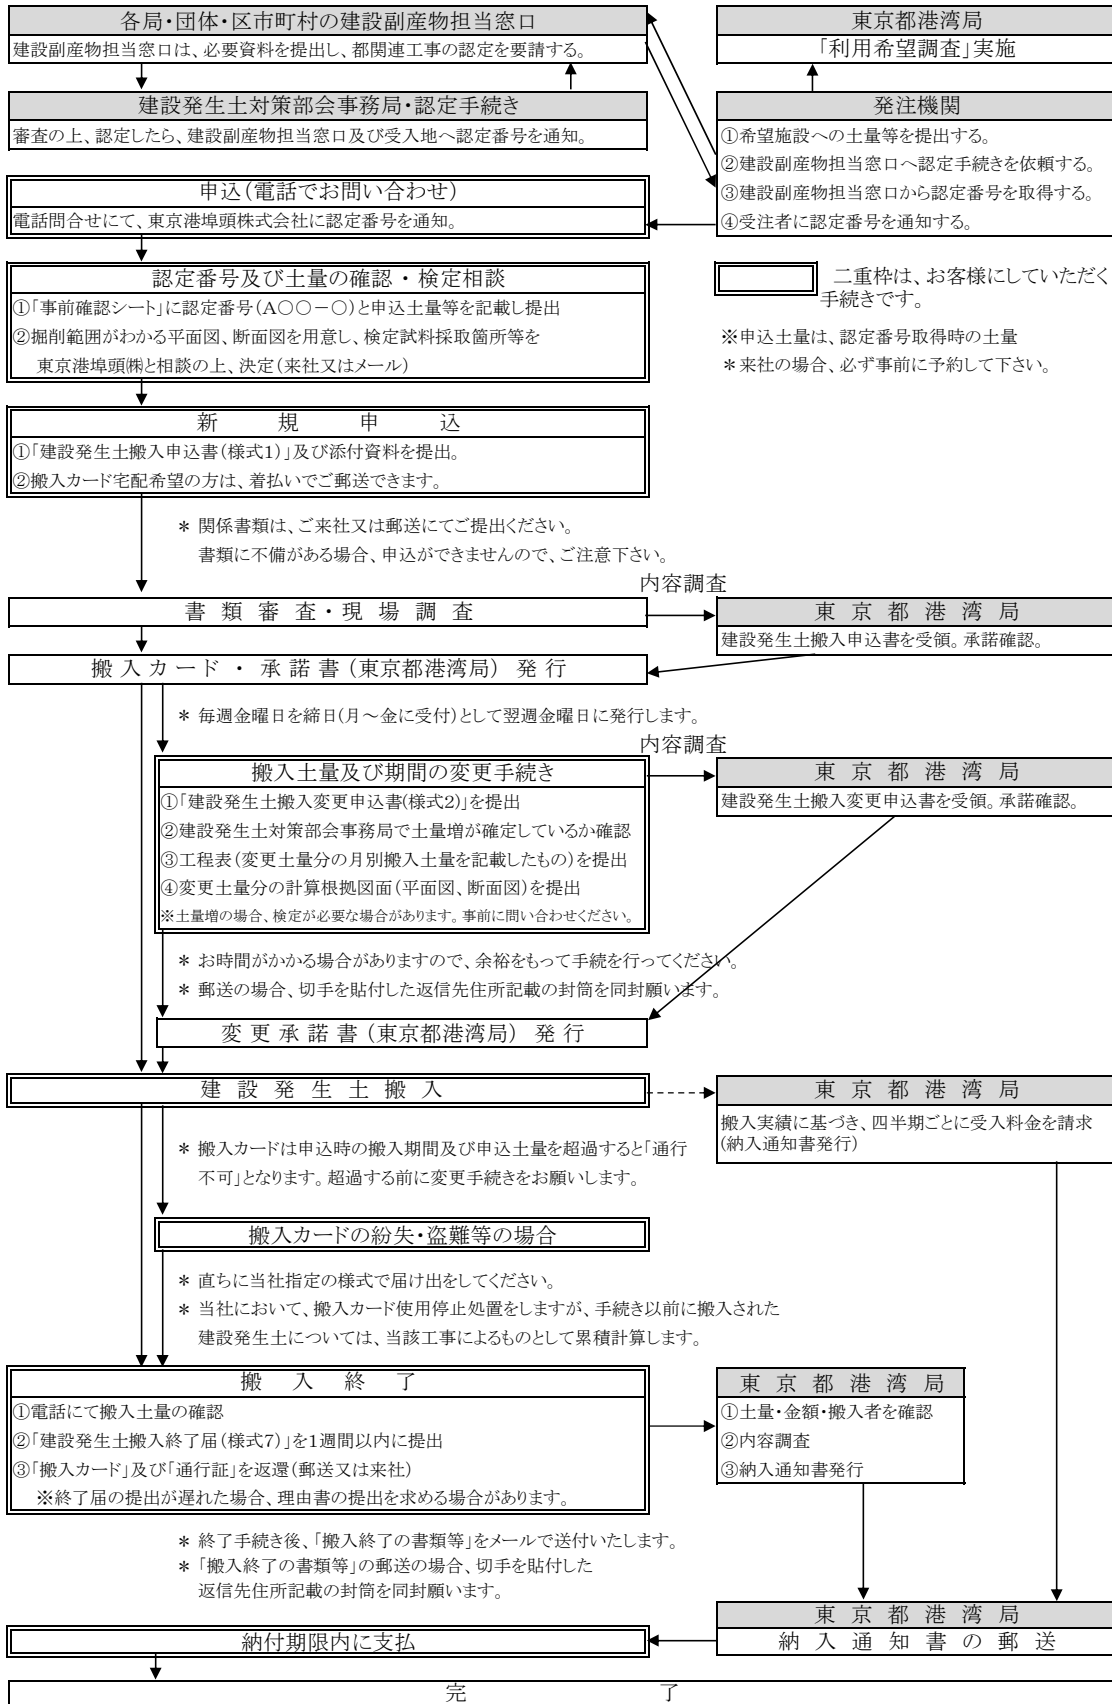 各局・団体・区市町村の建設副産物担当窓口
建設副産物担当窓口は、必要資料を提出し、都関連工事の認定を要請する。
東京都港湾局
「利用希望調査」実施
建設発生土対策部会事務局・認定手続き
審査の上、認定したら、建設副産物担当窓口及び受入地へ認定番号を通知。
発注機関
①希望施設への土量等を提出する。
②建設副産物担当窓口へ認定手続きを依頼する。
③建設副産物担当窓口から認定番号を取得する。
④受注者に認定番号を通知する。
申込(電話でお問い合わせ)
電話問合せにて、東京港埠頭株式会社に認定番号を通知。
認定番号及び土量の確認・検定相談
①「事前確認シート」に認定番号(A〇〇-〇)と申込土量等を記載し提出
②掘削範囲がわかる平面図、断面図を用意し、検定試料採取箇所等を
東京港埠頭㈱と相談の上、決定(来社又はメール)
二重枠は、お客様にしていただく
手続きです。
※申込土量は、認定番号取得時の土量
*来社の場合、必ず事前に予約して下さい。
新規申込
①「建設発生土搬入申込書(様式1)」及び添付資料を提出。
②搬入カード宅配希望の方は、着払いでご郵送できます。
* 関係書類は、ご来社又は郵送にてご提出ください。
書類に不備がある場合、申込ができませんので、ご注意下さい。
内容調査
書類審査・現場調査
東京都港湾局
建設発生土搬入申込書を受領。承諾確認。
搬入カード・承諾書(東京都港湾局)発行
* 毎週金曜日を締日(月~金に受付)として翌週金曜日に発行します。
内容調査
搬入土量及び期間の変更手続き
①「建設発生土搬入変更申込書(様式2)」を提出
②建設発生土対策部会事務局で土量増が確定しているか確認
③工程表(変更土量分の月別搬入土量を記載したもの)を提出
④変更土量分の計算根拠図面(平面図、断面図)を提出
※土量増の場合、検定が必要な場合があります。事前に問い合わせください。
東京都港湾局
建設発生土搬入変更申込書を受領。承諾確認。
* お時間がかかる場合がありますので、余裕をもって手続を行ってください。
* 郵送の場合、切手を貼付した返信先住所記載の封筒を同封願います。
変更承諾書(東京都港湾局)発行
建設発生土搬入
東京都港湾局
搬入実績に基づき、四半期ごとに受入料金を請求
(納入通知書発行)
* 搬入カードは申込時の搬入期間及び申込土量を超過すると「通行
不可」となります。超過する前に変更手続きをお願いします。
搬入カードの紛失・盗難等の場合
* 直ちに当社指定の様式で届け出をしてください。
* 当社において、搬入カード使用停止処置をしますが、手続き以前に搬入された
建設発生土については、当該工事によるものとして累積計算します。
搬入終了
①電話にて搬入土量の確認
②「建設発生土搬入終了届(様式7)」を1週間以内に提出
③「搬入カード」及び「通行証」を返還(郵送又は来社)
※終了届の提出が遅れた場合、理由書の提出を求める場合があります。
東京都港湾局
①土量・金額・搬入者を確認
②内容調査
③納入通知書発行
* 終了手続き後、「搬入終了の書類等」をメールで送付いたします。
* 「搬入終了の書類等」の郵送の場合、切手を貼付した
返信先住所記載の封筒を同封願います。
東京都港湾局
納入通知書の郵送
納付期限内に支払
完了